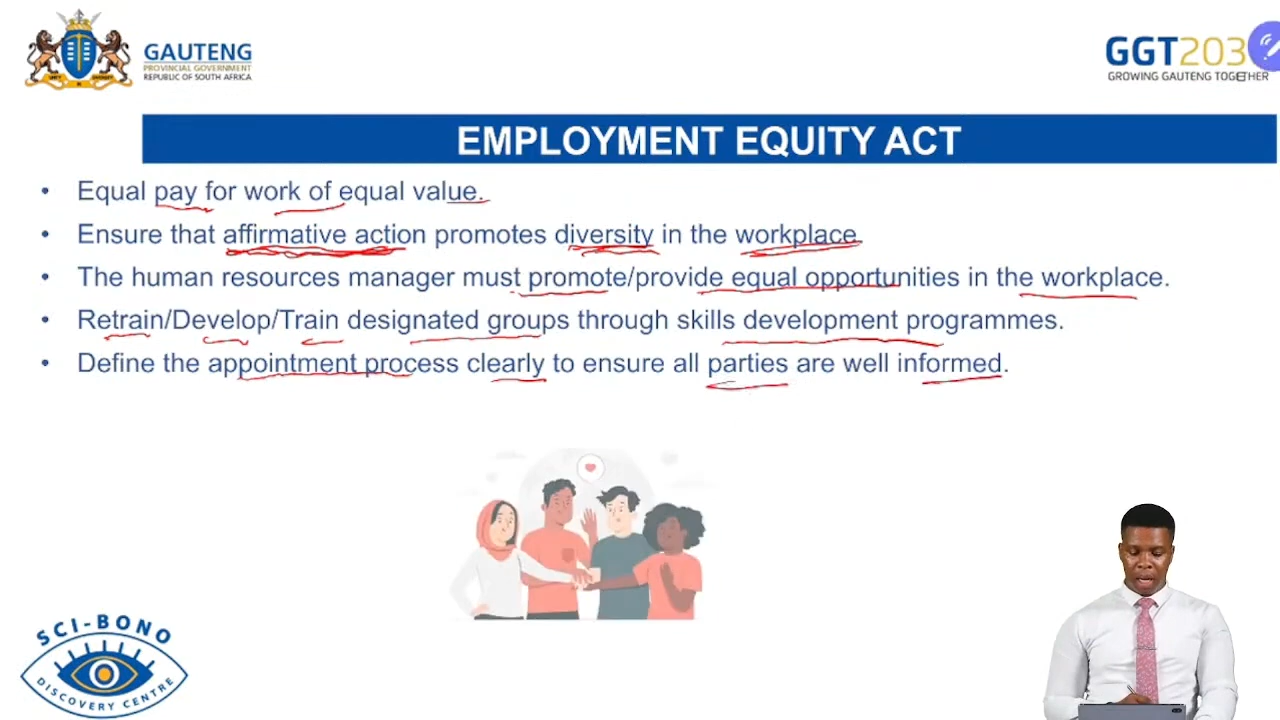 GAUTENG
PROVINCIAL GOVERNMENT
REPUBLIC OF SOUTH AFRICA
GGT203
GROWING GAUTENG TOGETHER
EMPLOYMENT EQUITY ACT
• Equal pay for work of equal value.
• Ensure that affirmative action promotes diversity in the workplace
• The human resources manager must promote/provide equal opportunities in the workplace.
• Retrain/Develop/Train designated groups through skills development programmes.
• Define the appointment process clearly to ensure all parties are well informed.
SCI-BONO
DISCOVERY CENTRE